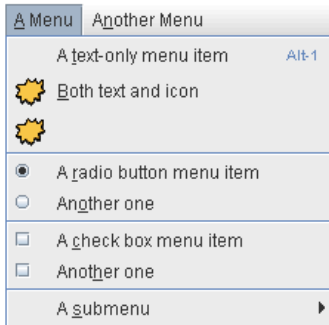 A Menu Another Menu
A text-only menu item Alt-1
Both text and icon
A radio button menu item
Another one
A check box menu item
Another one
A submenu